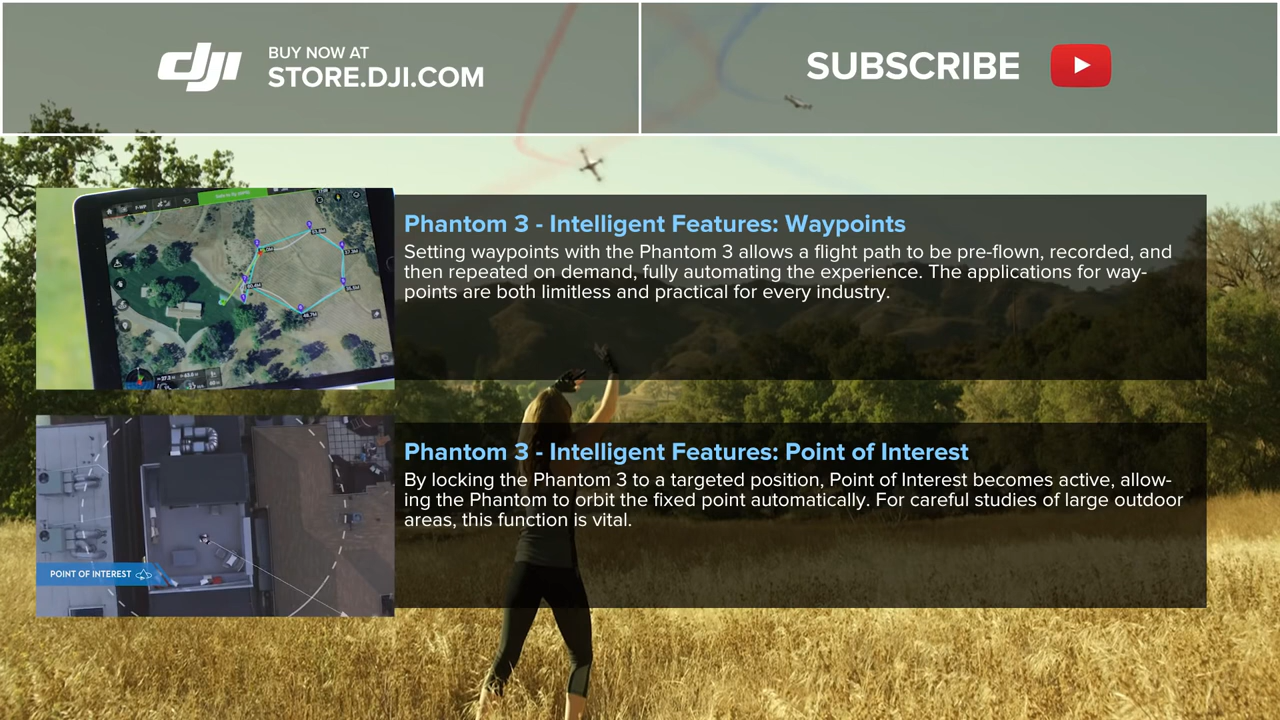 dji
BUY NOW AT
STORE.DJI.COM
SUBSCRIBE
Phantom 3 - Intelligent Features: Waypoints
Setting waypoints with the Phantom 3 allows a flight path to be pre-flown, recorded, and
then repeated on demand, fully automating the experience. The applications for way-
points are both limitless and practical for every industry.
Phantom 3 - Intelligent Features: Point of Interest
By locking the Phantom 3 to a targeted position, Point of Interest becomes active, allow-
ing the Phantom to orbit the fixed point automatically. For careful studies of large outdoor
areas, this function is vital.
POINT OF INTEREST